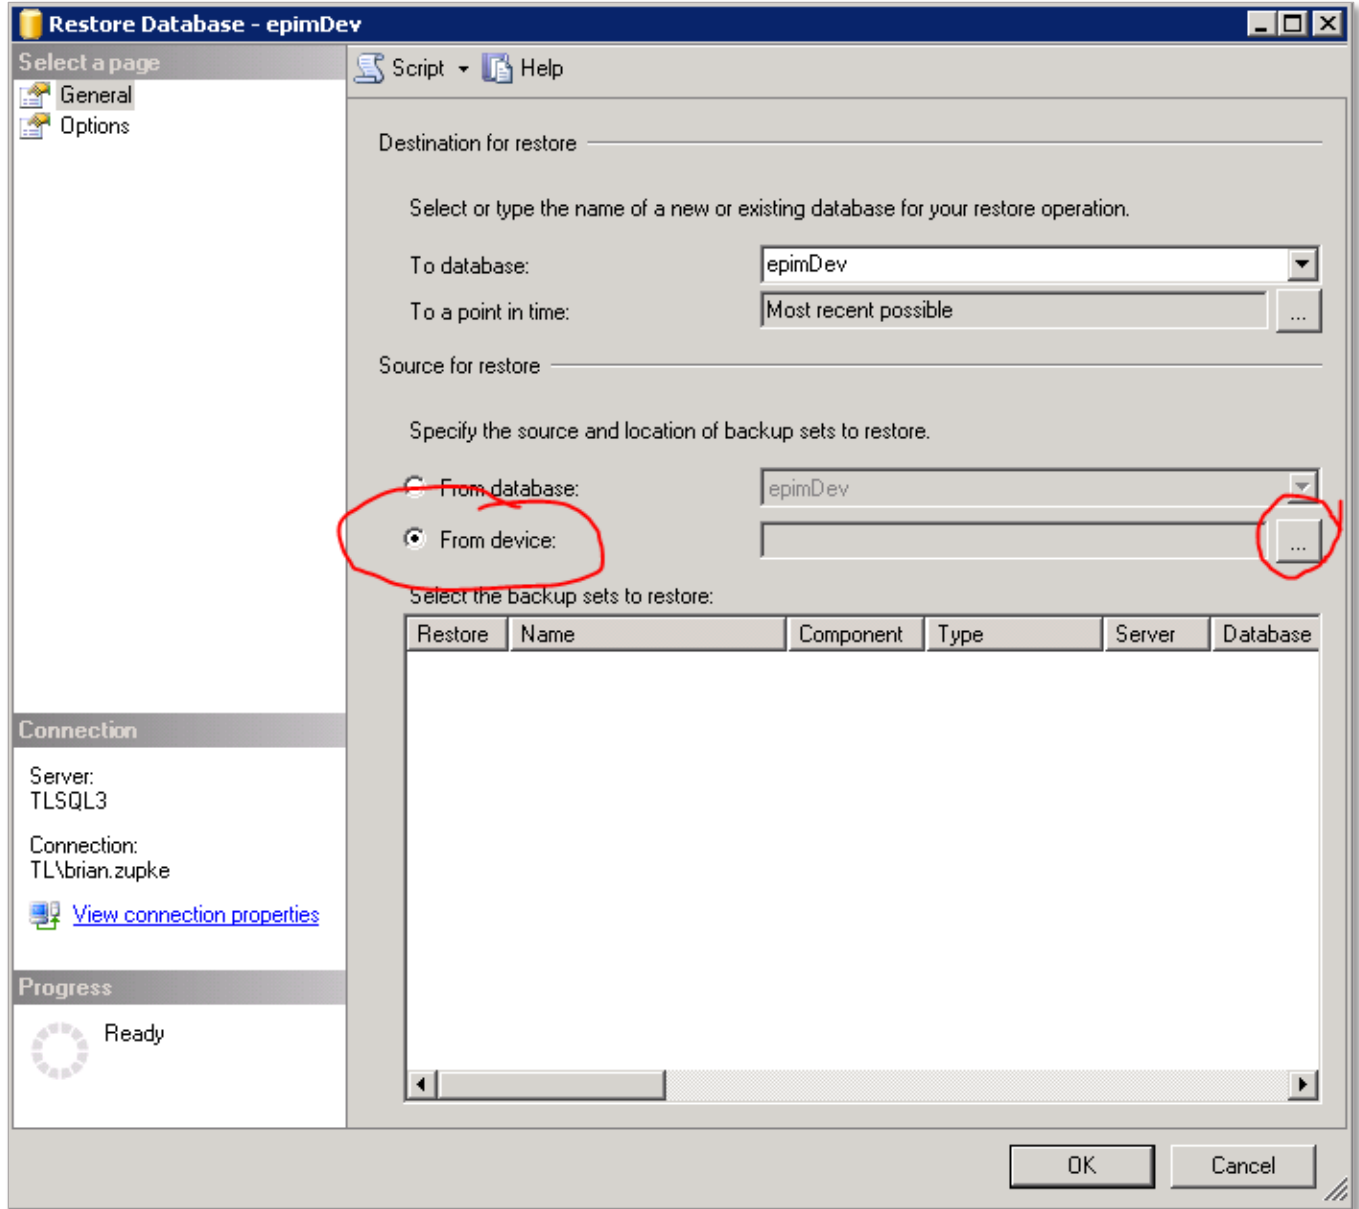 Restore Database - epimDev
Select a page
General
Options
Script
Help
Destination for restore
Select or type the name of a new or existing database for your restore operation.
To database:
epimDev
To a point in time:
Most recent possible
...
Source for restore
Specify the source and location of backup sets to restore.
From database:
epimDev
From device:
...
Select the backup sets to restore:
Restore Name Component Type Server Database
Connection
Server:
TLSQL3
Connection:
TL\brian.zupke
View connection properties
Progress
Ready
OK
Cancel